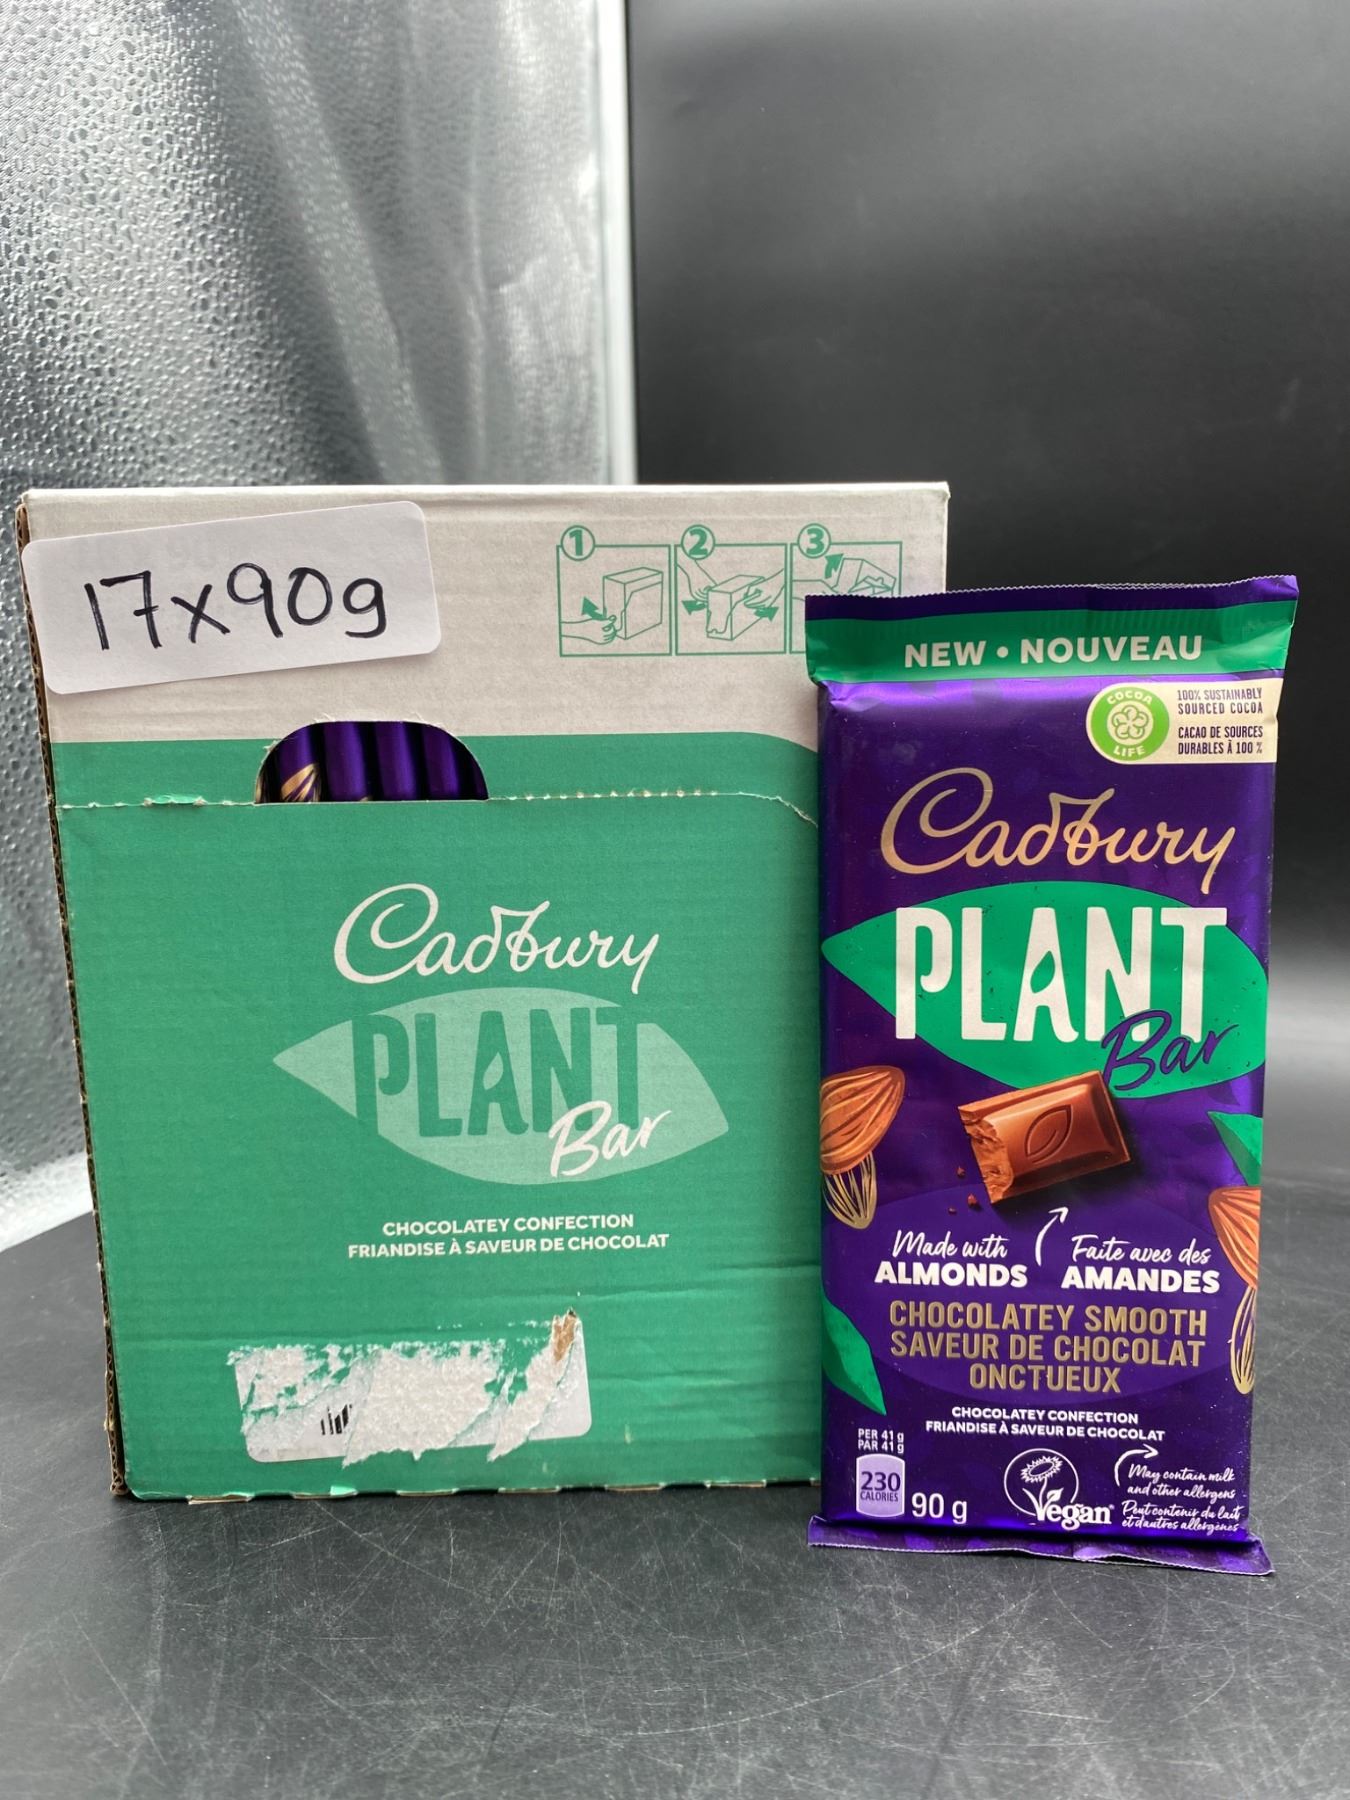 17x90g
1 2 3
Cadbury
PLANT
Bar
CHOCOLATEY CONFECTION
FRIANDISE À SAVEUR DE CHOCOLAT
NEW • NOUVEAU
COCOA
LIFE
100% SUSTAINABLY
SOURCED COCOA
CACAO DE SOURCES
DURABLES À 100 %
Cadbury
PLANT
Bar
Made with
ALMONDS
Faite avec des
AMANDES
CHOCOLATEY SMOOTH
SAVEUR DE CHOCOLAT
ONCTUEUX
CHOCOLATEY CONFECTION
FRIANDISE À SAVEUR DE CHOCOLAT
PER 41 g
PAR 41 g
230
CALORIES
90 g
Vegan
May contain milk
and other allergens
Peut contenir du lait
et d'autres allergènes